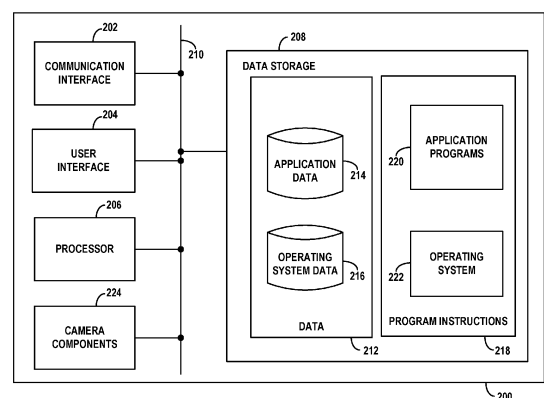 202
COMMUNICATION
INTERFACE
204
USER
INTERFACE
206
PROCESSOR
224
CAMERA
COMPONENTS
210
208
DATA STORAGE
APPLICATION
DATA
214
OPERATING
SYSTEM DATA
216
DATA
212
220
APPLICATION
PROGRAMS
222
OPERATING
SYSTEM
PROGRAM INSTRUCTIONS
218
200